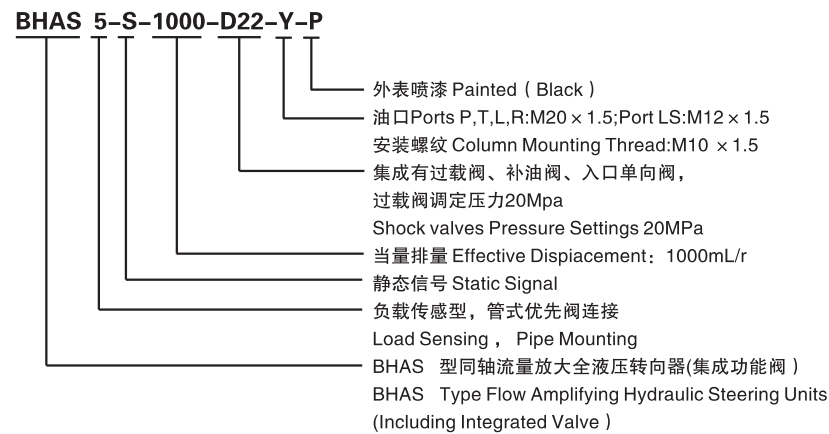 BHAS 5-S-1000-D22-Y-P
外表喷漆 Painted ( Black )
油口Ports P,T,L,R:M20 × 1.5;Port LS:M12 × 1.5
安装螺纹 Column Mounting Thread:M10 × 1.5
集成有过载阀、补油阀、入口单向阀，
过载阀调定压力20Mpa
Shock valves Pressure Settings 20MPa
当量排量 Effective Dispiacement：1000mL/r
静态信号 Static Signal
负载传感型，管式优先阀连接
Load Sensing ， Pipe Mounting
BHAS 型同轴流量放大全液压转向器(集成功能阀 )
BHAS Type Flow Amplifying Hydraulic Steering Units
(Including Integrated Valve )